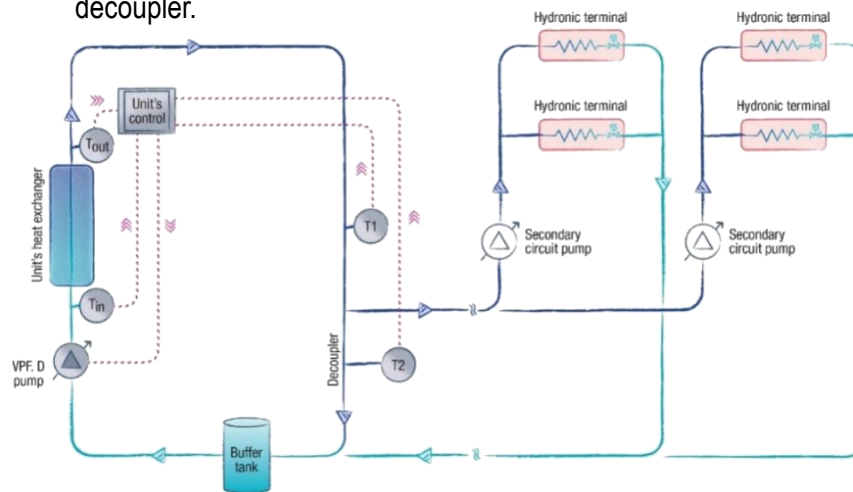 decoupler.
Hydronic terminal
Hydronic terminal
Unit's
control
Tout
Hydronic terminal
Hydronic terminal
Unit's heat exchanger
T1
Secondary
circuit pump
Secondary
circuit pump
Tin
Decoupler
VPF. D
pump
T2
Buffer
tank